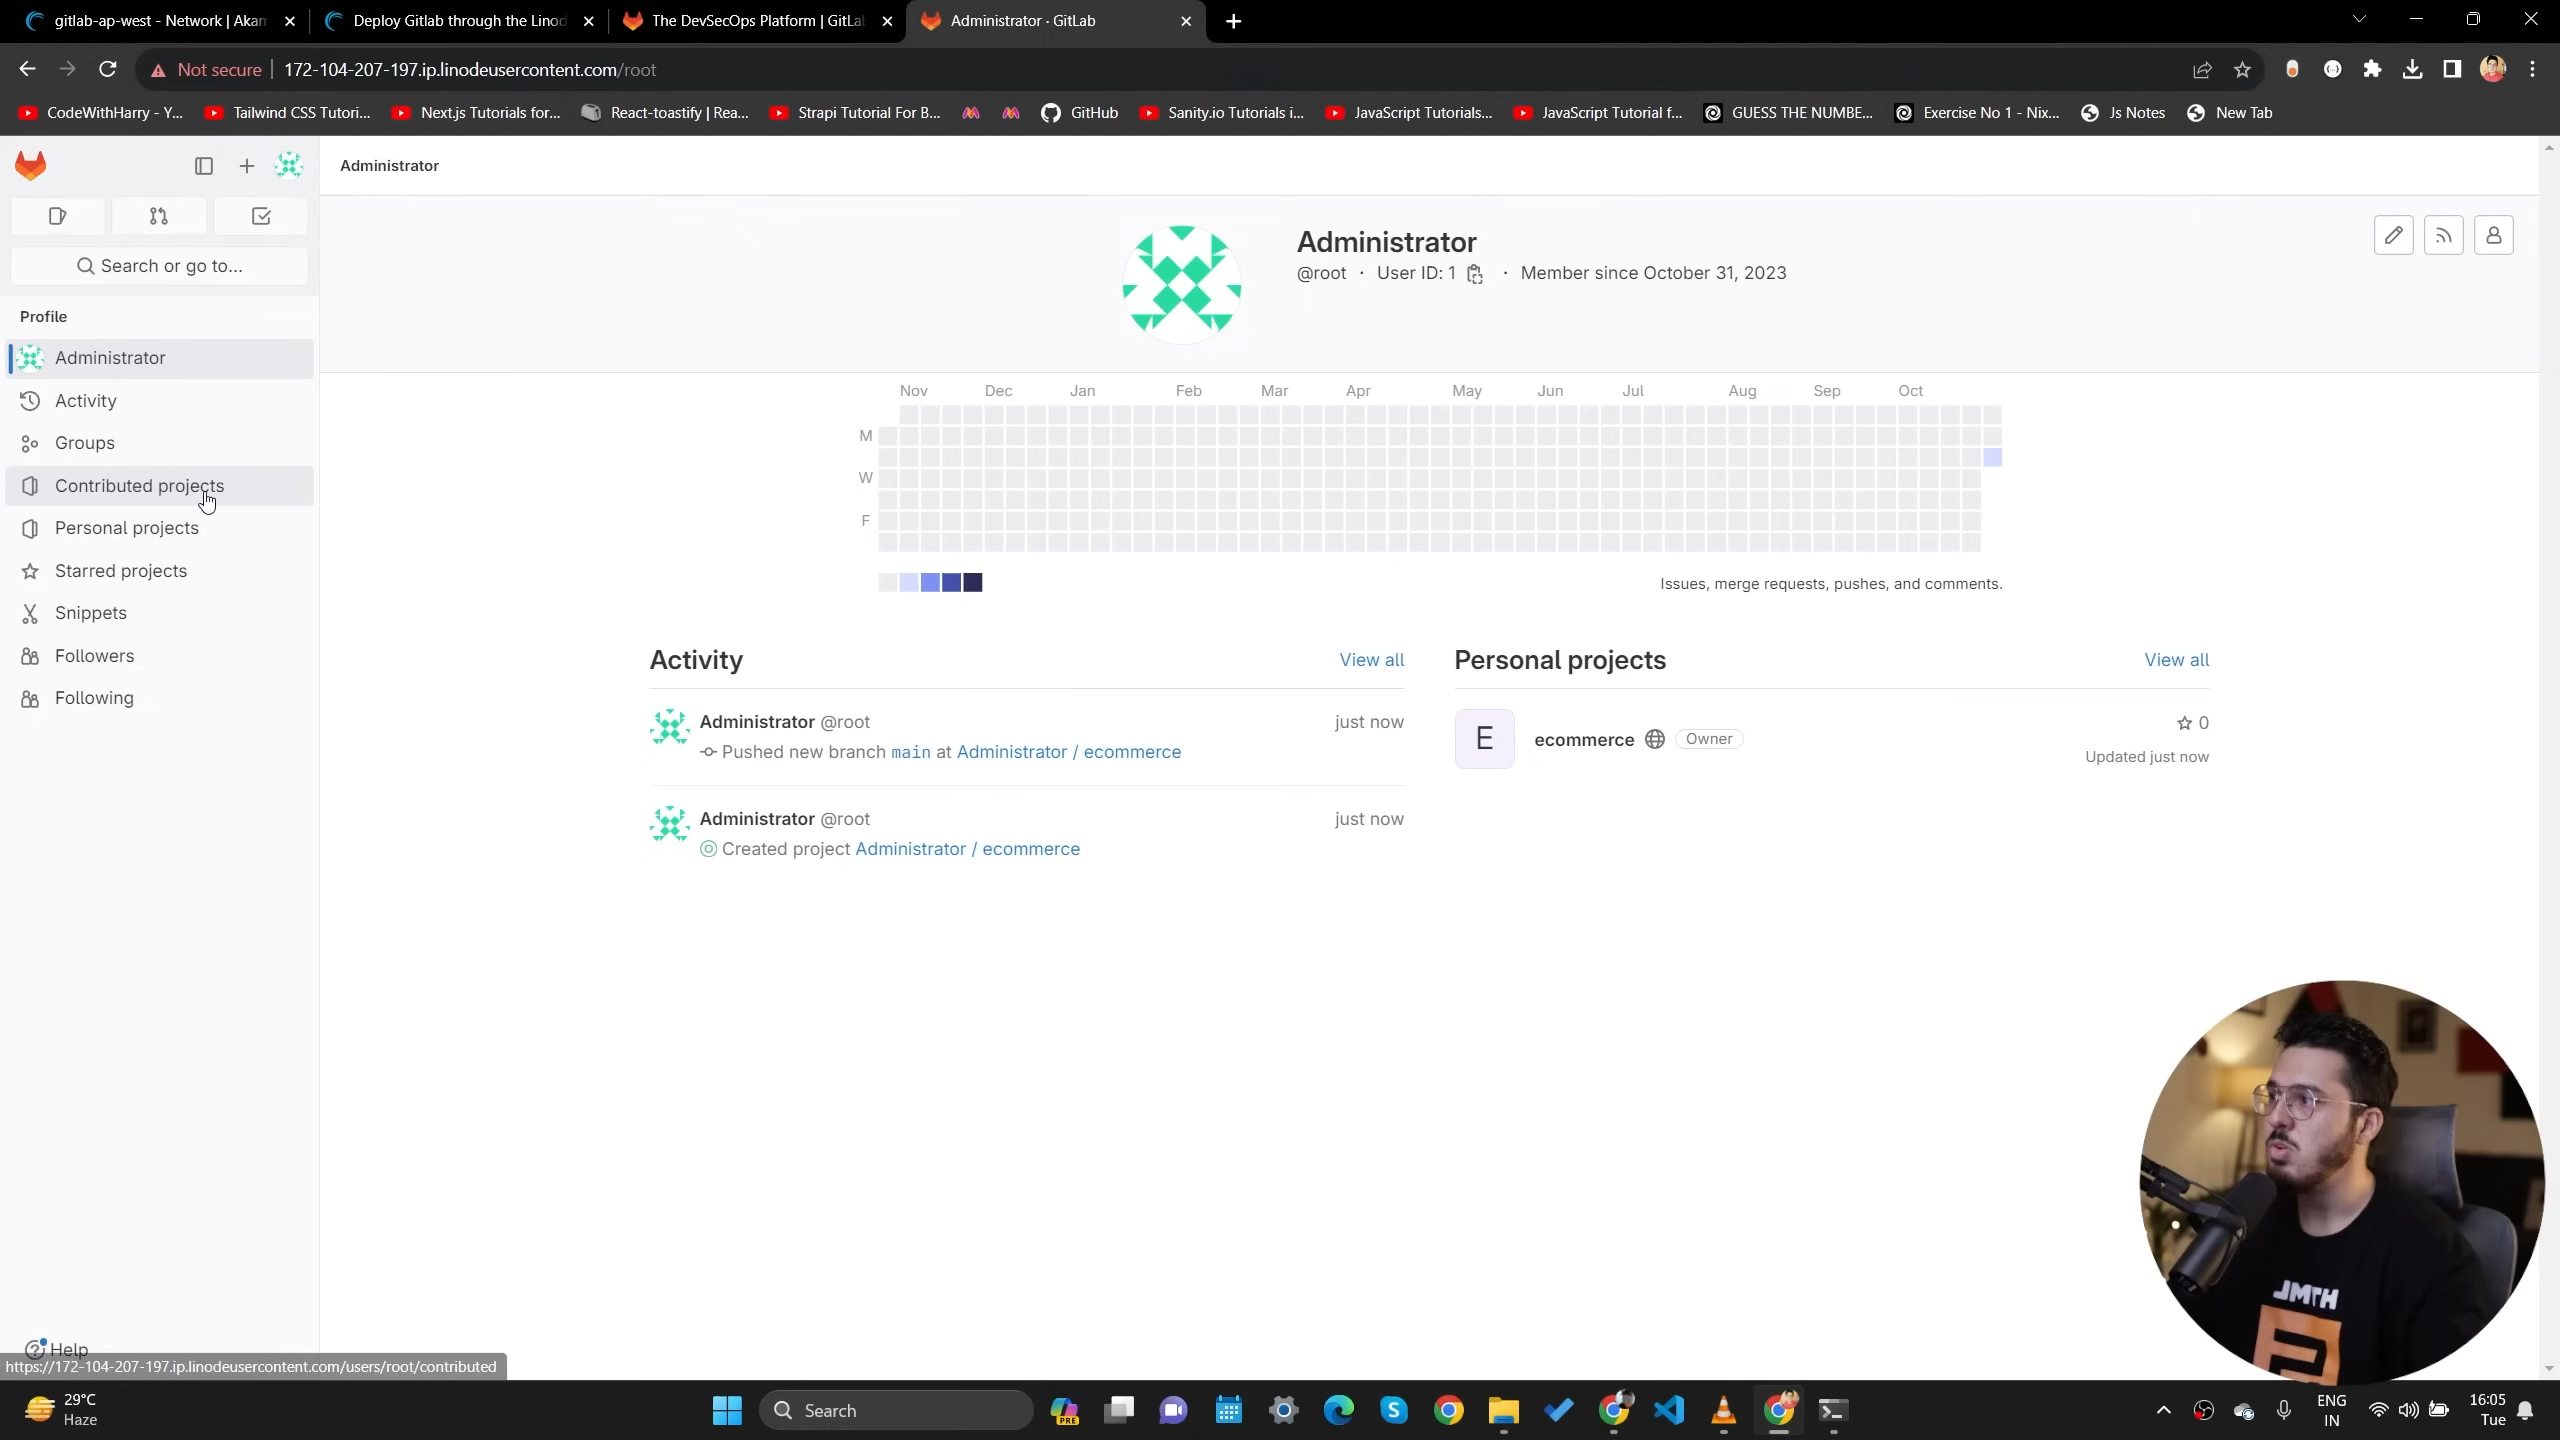 gitlab-ap-west - Network | Akam
Deploy Gitlab through the Linod
The DevSecOps Platform | GitLa
Administrator · GitLab
Not secure
172-104-207-197.ip.linodeusercontent.com/root
CodeWithHarry - Y...
Tailwind CSS Tutori...
Next.js Tutorials for...
React-toastify | Rea...
Strapi Tutorial For B...
GitHub
Sanity.io Tutorials i...
JavaScript Tutorials...
JavaScript Tutorial f...
GUESS THE NUMBE...
Exercise No 1 - Nix...
Js Notes
New Tab
Search or go to...
Profile
Administrator
Activity
Groups
Contributed projects
Personal projects
Starred projects
Snippets
Followers
Following
Help
https://172-104-207-197.ip.linodeusercontent.com/users/root/contributed
Administrator
Administrator
@root · User ID: 1 · Member since October 31, 2023
Nov Dec Jan Feb Mar Apr May Jun Jul Aug Sep Oct
M
W
F
Issues, merge requests, pushes, and comments.
Activity
View all
Administrator @root
just now
Pushed new branch main at Administrator / ecommerce
Administrator @root
just now
Created project Administrator / ecommerce
Personal projects
View all
E
ecommerce
Owner
0
Updated just now
HTML
29°C
Haze
Search
PRE
ENG
IN
16:05
Tue